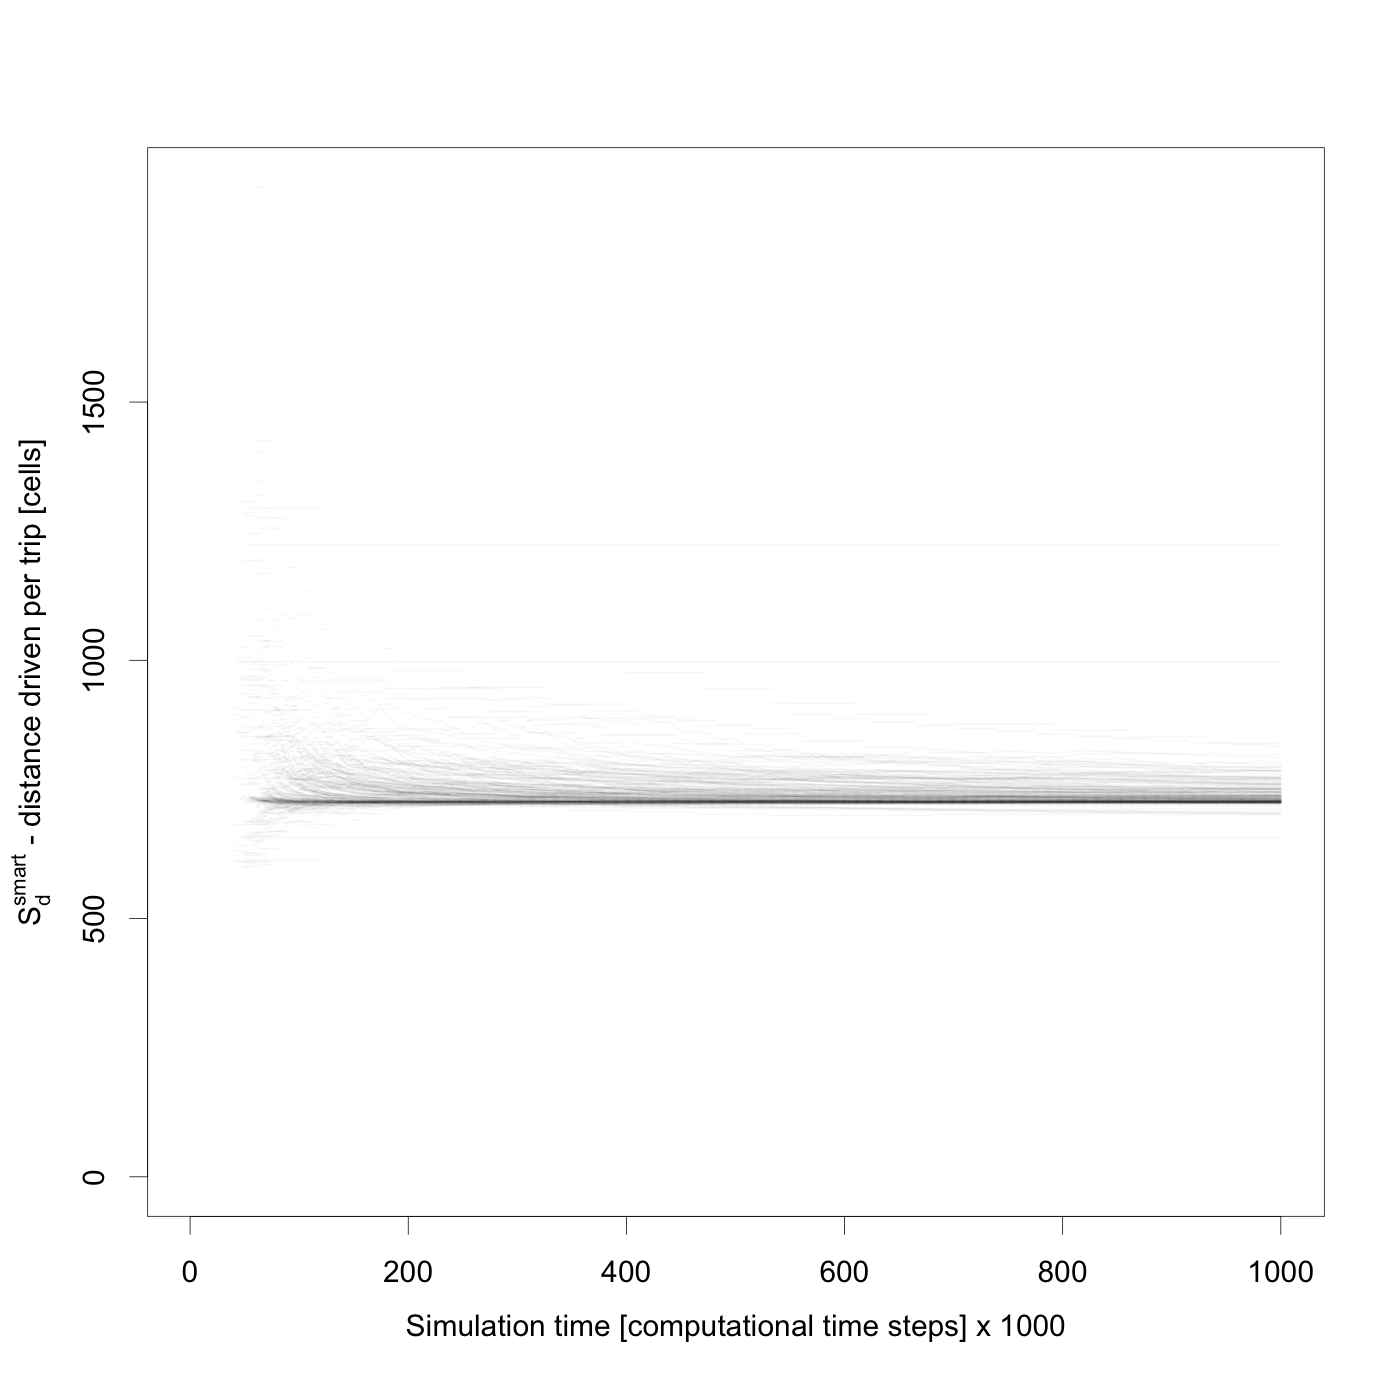 1500
1000
500
0
S_d^smart - distance driven per trip [cells]
0 200 400 600 800 1000
Simulation time [computational time steps] x 1000